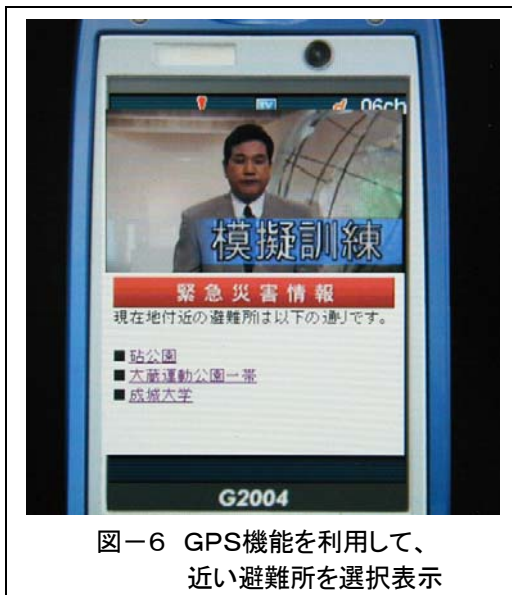 TV
06ch
模擬訓練
緊急災害情報
現在地付近の避難所は以下の通りです。
■砧公園
■大蔵運動公園一帯
■成城大学
G2004
図－6 GPS機能を利用して、
近い避難所を選択表示